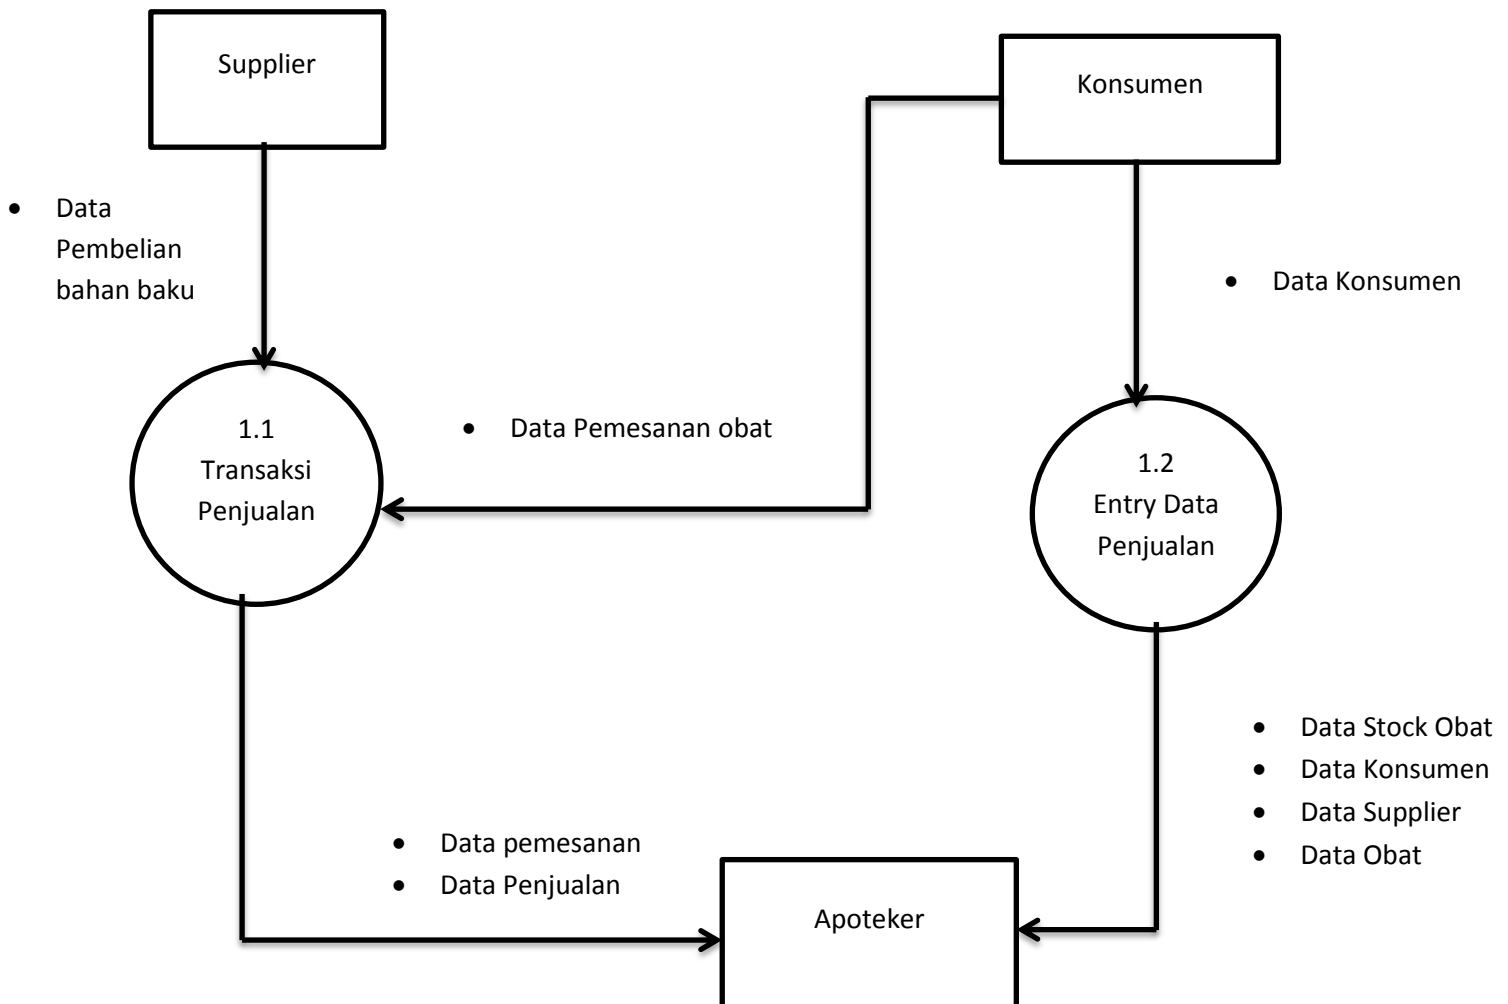 Supplier
Konsumen
• Data
Pembelian
bahan baku
• Data Konsumen
1.1
Transaksi
Penjualan
• Data Pemesanan obat
1.2
Entry Data
Penjualan
• Data Stock Obat
• Data Konsumen
• Data Supplier
• Data Obat
• Data pemesanan
• Data Penjualan
Apoteker